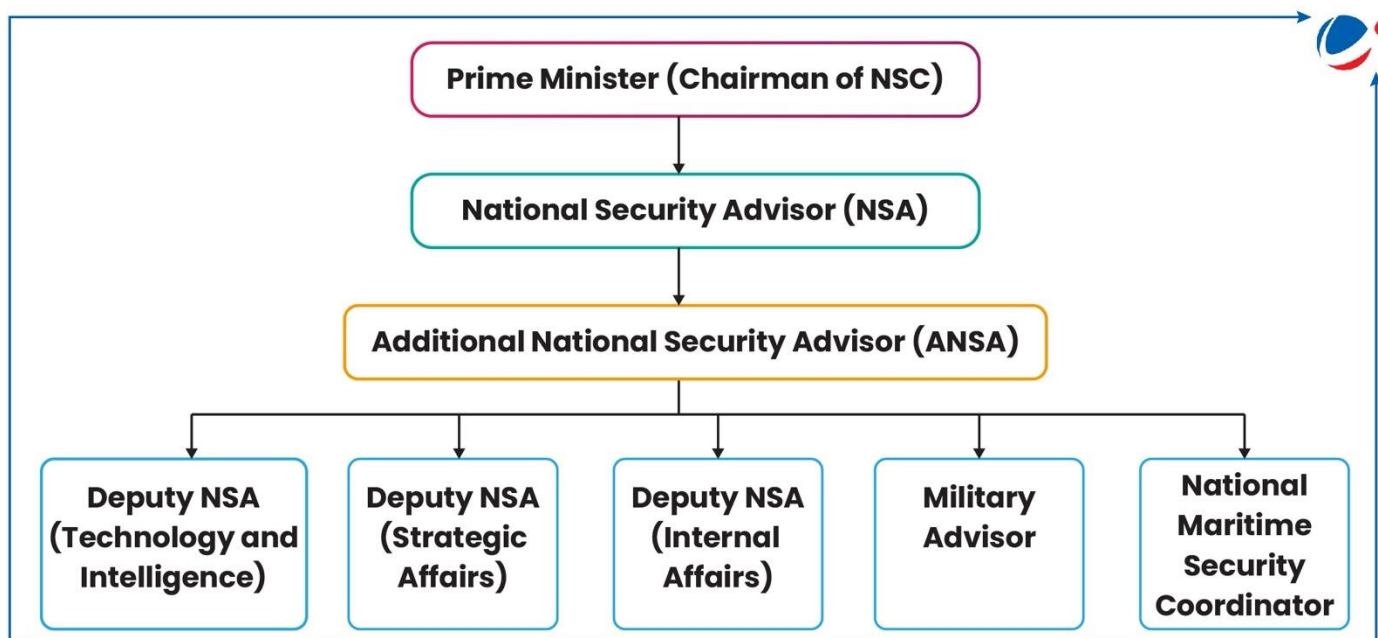 Prime Minister (Chairman of NSC)
National Security Advisor (NSA)
Additional National Security Advisor (ANSA)
Deputy NSA
(Technology and
Intelligence)
Deputy NSA
(Strategic
Affairs)
Deputy NSA
(Internal
Affairs)
Military
Advisor
National
Maritime
Security
Coordinator